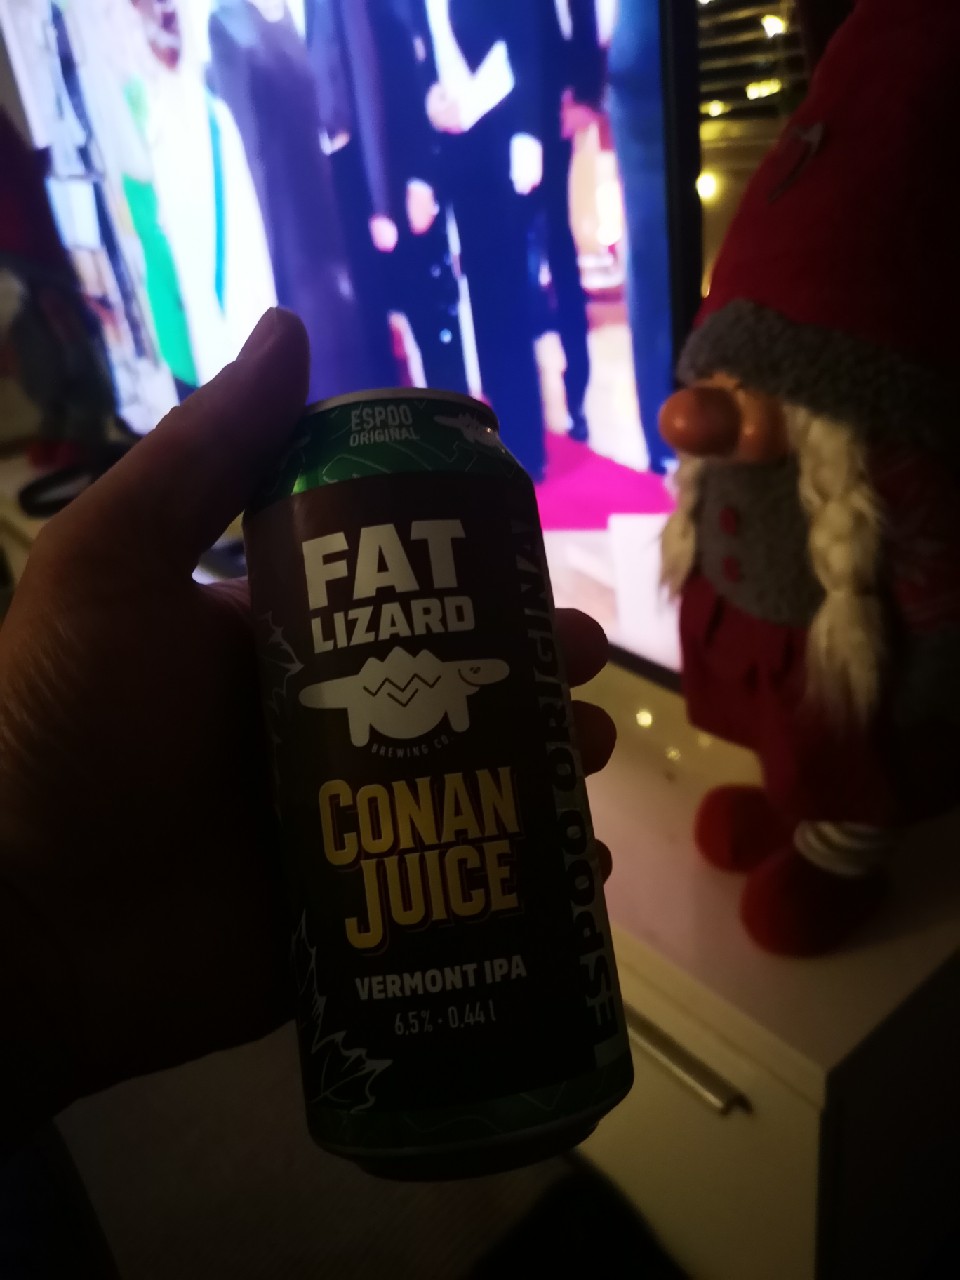 ESPOO
ORIGINAL
FAT
LIZARD
BREWING CO.
CONAN
JUICE
VERMONT IPA
6,5% · 0,44 l
ESPOO ORIGINAL